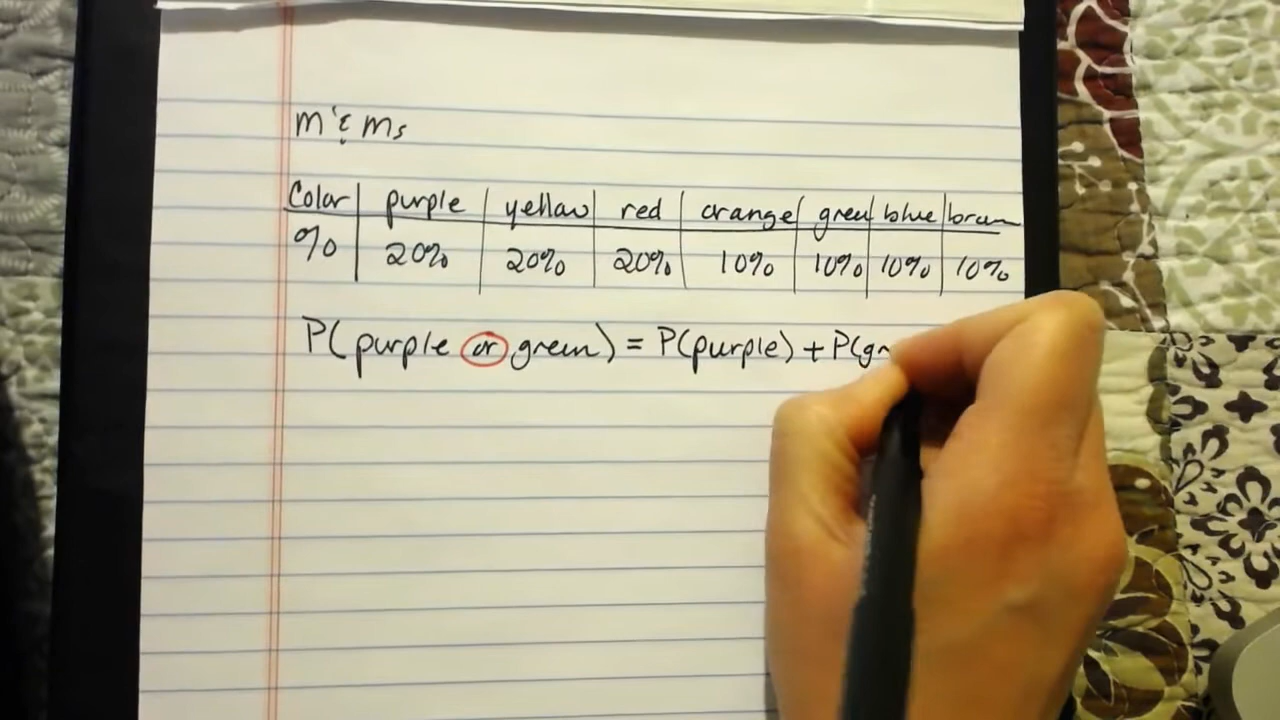 M'&Ms
Color purple yellow red orange green blue brown
% 20% 20% 20% 10% 10% 10% 10%
P(purple or green) = P(purple) + P(gr